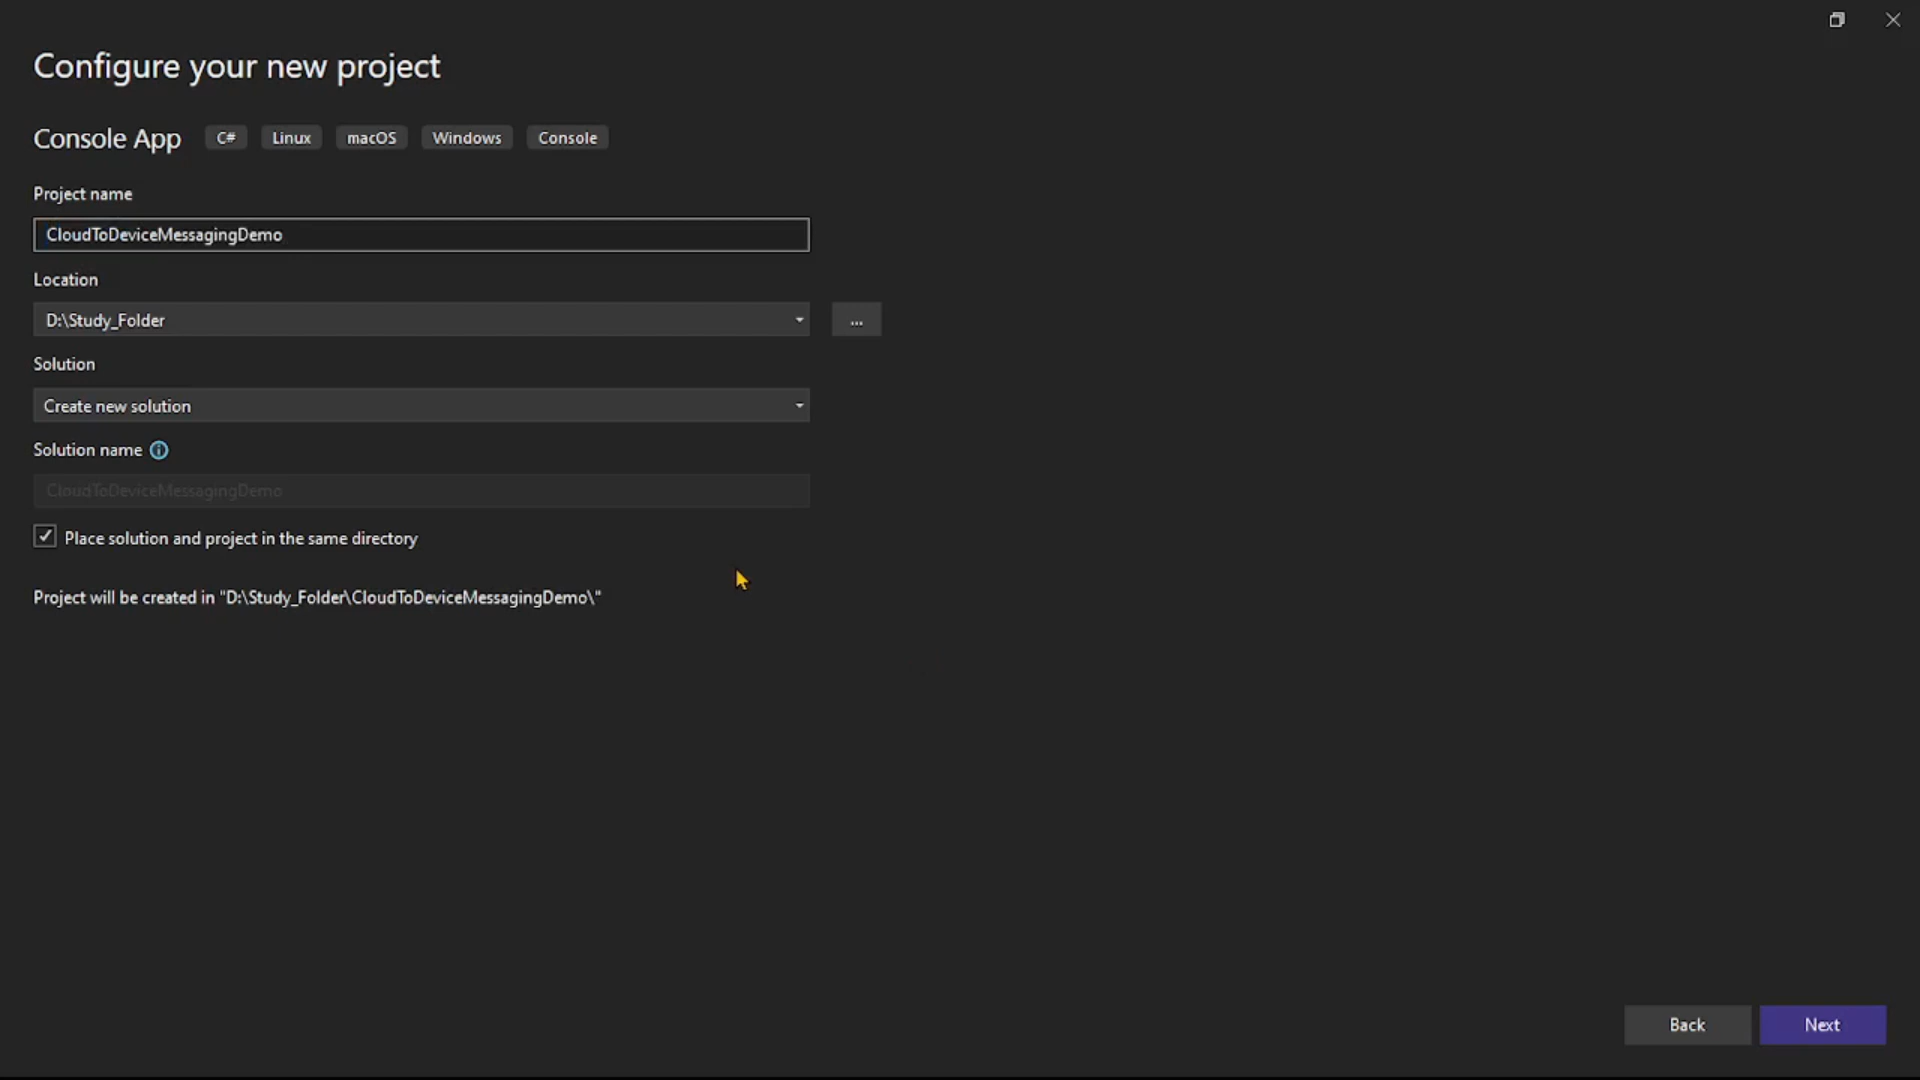 Configure your new project
Console App C# Linux macOS Windows Console
Project name
CloudToDeviceMessagingDemo
Location
D:\Study_Folder
...
Solution
Create new solution
Solution name
CloudToDeviceMessagingDemo
Place solution and project in the same directory
Project will be created in "D:\Study_Folder\CloudToDeviceMessagingDemo\"
Back Next